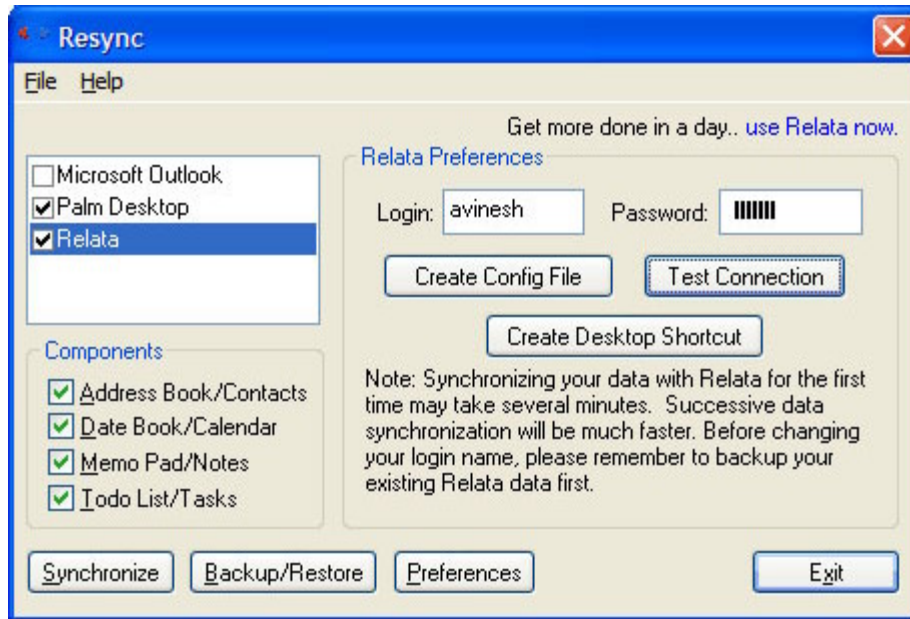 Resync
File Help
Get more done in a day.. use Relata now.
Microsoft Outlook
Palm Desktop
Relata
Components
Address Book/Contacts
Date Book/Calendar
Memo Pad/Notes
Todo List/Tasks
Relata Preferences
Login: avinesh Password:
Create Config File Test Connection
Create Desktop Shortcut
Note: Synchronizing your data with Relata for the first
time may take several minutes. Successive data
synchronization will be much faster. Before changing
your login name, please remember to backup your
existing Relata data first.
Synchronize Backup/Restore Preferences Exit